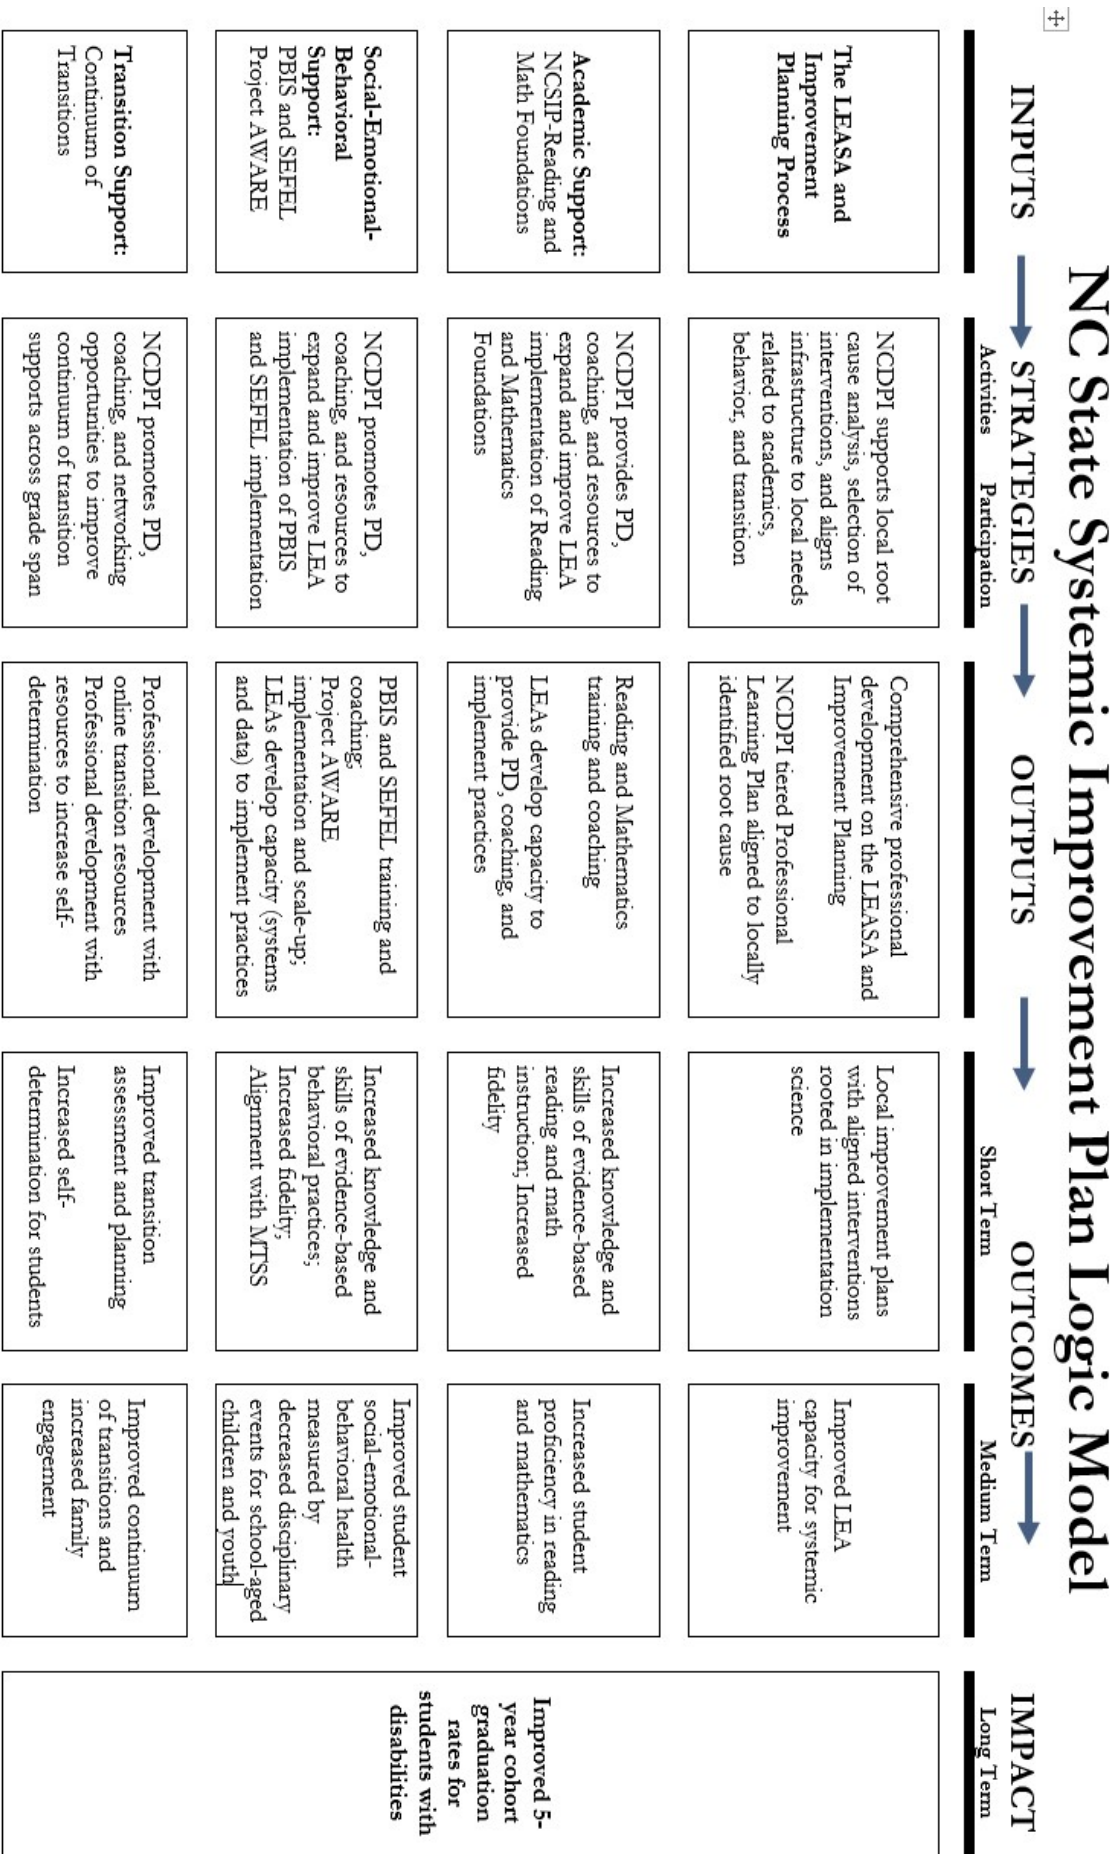 NC State Systemic Improvement Plan Logic Model
INPUTS
STRATEGIES
OUTPUTS
OUTCOMES
IMPACT
Activities
Participation
Short Term
Medium Term
Long Term
The LEASA and
Improvement
Planning Process
NCDPI supports local root
cause analysis, selection of
interventions, and aligns
infrastructure to local needs
related to academics,
behavior, and transition
Comprehensive professional
development on the LEASA and
Improvement Planning
NCDPI tiered Professional
Learning Plan aligned to locally
identified root cause
Local improvement plans
with aligned interventions
rooted in implementation
science
Improved LEA
capacity for systemic
improvement
Academic Support:
NCSIP-Reading and
Math Foundations
NCDPI provides PD,
coaching, and resources to
expand and improve LEA
implementation of Reading
and Mathematics
Foundations
Reading and Mathematics
training and coaching
LEAs develop capacity to
provide PD, coaching, and
implement practices
Increased knowledge and
skills of evidence-based
reading and math
instruction; Increased
fidelity
Increased student
proficiency in reading
and mathematics
Social-Emotional-
Behavioral
Support:
PBIS and SEFEL
Project AWARE
NCDPI promotes PD,
coaching, and resources to
expand and improve LEA
implementation of PBIS
and SEFEL implementation
PBIS and SEFEL training and
coaching;
Project AWARE
implementation and scale-up;
LEAs develop capacity (systems
and data) to implement practices
Increased knowledge and
skills of evidence-based
behavioral practices;
Increased fidelity;
Alignment with MTSS
Improved student
social-emotional-
behavioral health
measured by
decreased disciplinary
events for school-aged
children and youth
Transition Support:
Continuum of
Transitions
NCDPI promotes PD,
coaching, and networking
opportunities to improve
continuum of transition
supports across grade span
Professional development with
online transition resources
Professional development with
resources to increase self-
determination
Improved transition
assessment and planning
Increased self-
determination for students
Improved continuum
of transitions and
increased family
engagement
Improved 5-
year cohort
graduation
rates for
students with
disabilities